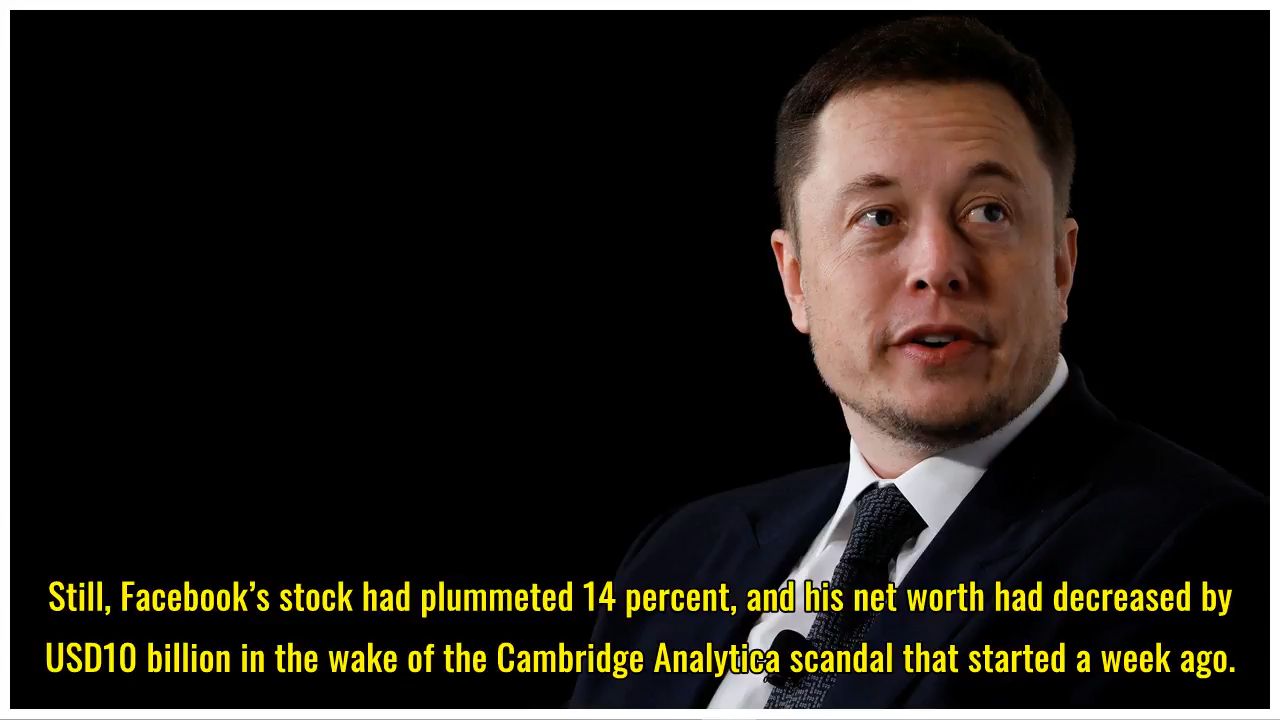 Still, Facebook’s stock had plummeted 14 percent, and his net worth had decreased by
USD10 billion in the wake of the Cambridge Analytica scandal that started a week ago.